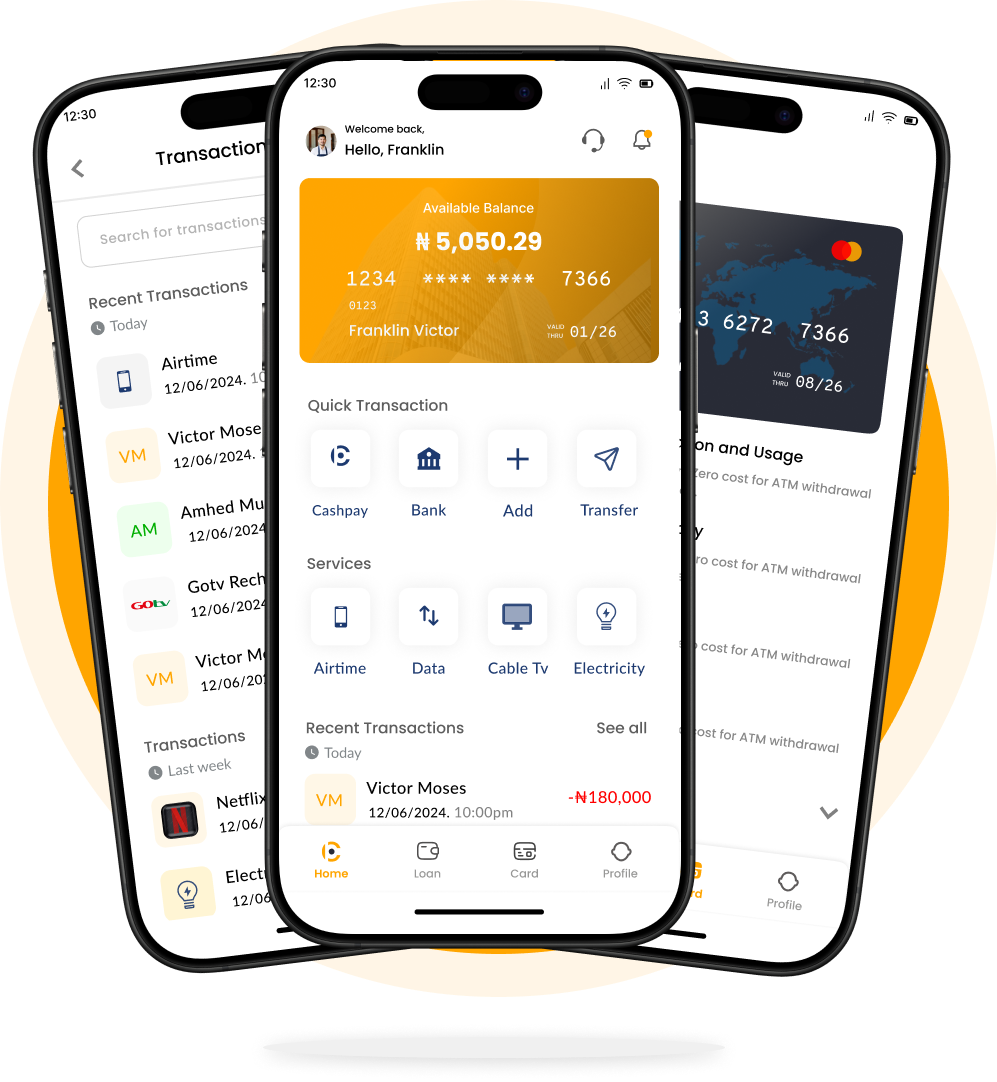 12:30
Transaction
Search for transactions
Recent Transactions
Today
Airtime
12/06/2024. 10
VM
Victor Mose
12/06/2024.
AM
Amhed Mu
12/06/2024
GOtv
Gotv Rech
12/06/2024
VM
Victor M
12/06/20
Transactions
Last week
N
Netflix
12/06/
Elect
12/06
12:30
Welcome back,
Hello, Franklin
Available Balance
₦ 5,050.29
1234 **** **** 7366
0123
Franklin Victor
VALID THRU 01/26
Quick Transaction
Cashpay Bank Add Transfer
Services
Airtime Data Cable Tv Electricity
Recent Transactions See all
Today
VM
Victor Moses
12/06/2024. 10:00pm
-₦180,000
Home Loan Card Profile
3 6272 7366
VALID THRU 08/26
on and Usage
Zero cost for ATM withdrawal
y
ro cost for ATM withdrawal
o cost for ATM withdrawal
cost for ATM withdrawal
rd Profile